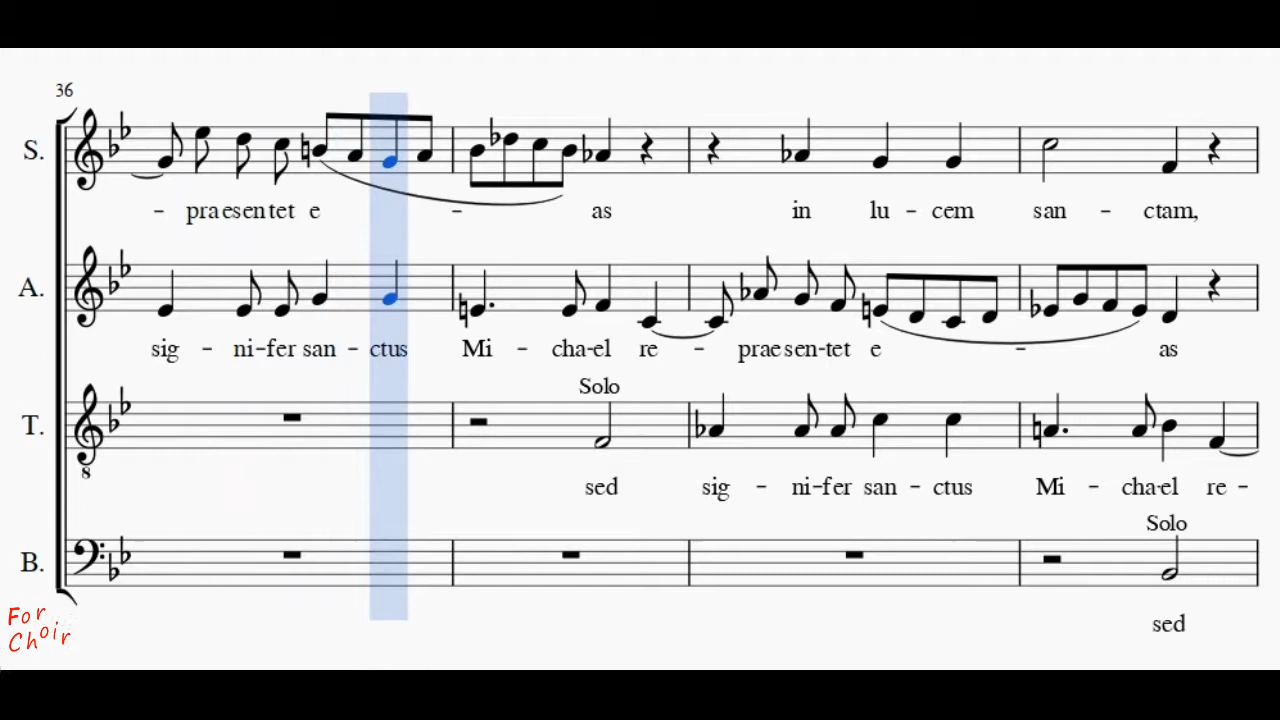 36
S.
- praesentet e - as in lu - cem san - ctam,
A.
sig - ni-fer san - ctus Mi - cha-el re - praesen-tet e - as
Solo
T.
8
sed sig - ni-fer san - ctus Mi - cha-el re -
Solo
B.
sed
For
Choir